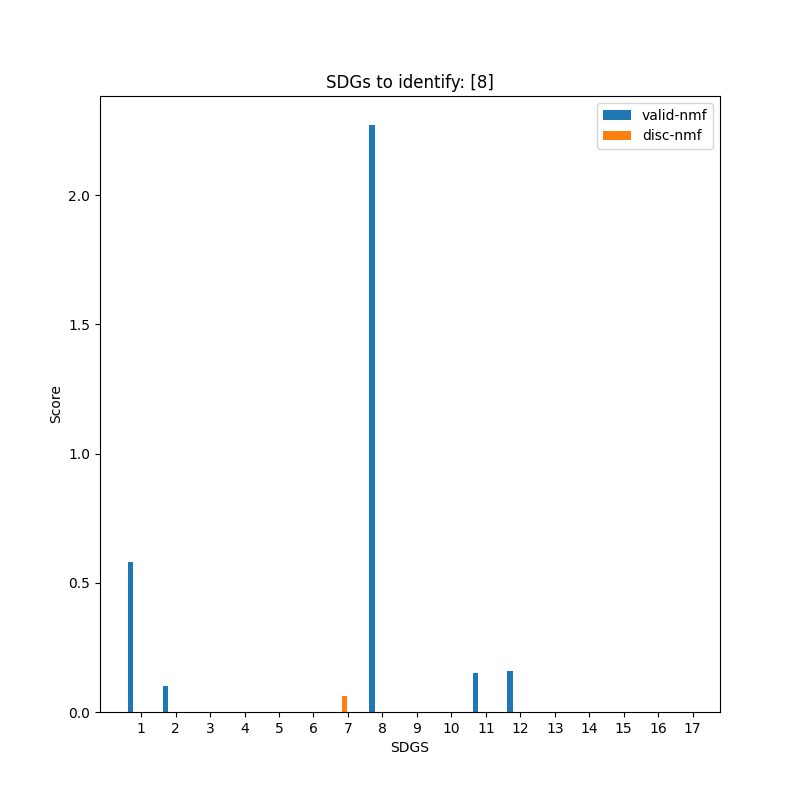 SDGs to identify: [8]
valid-nmf
disc-nmf
2.0
1.5
1.0
0.5
0.0
Score
1 2 3 4 5 6 7 8 9 10 11 12 13 14 15 16 17
SDGS